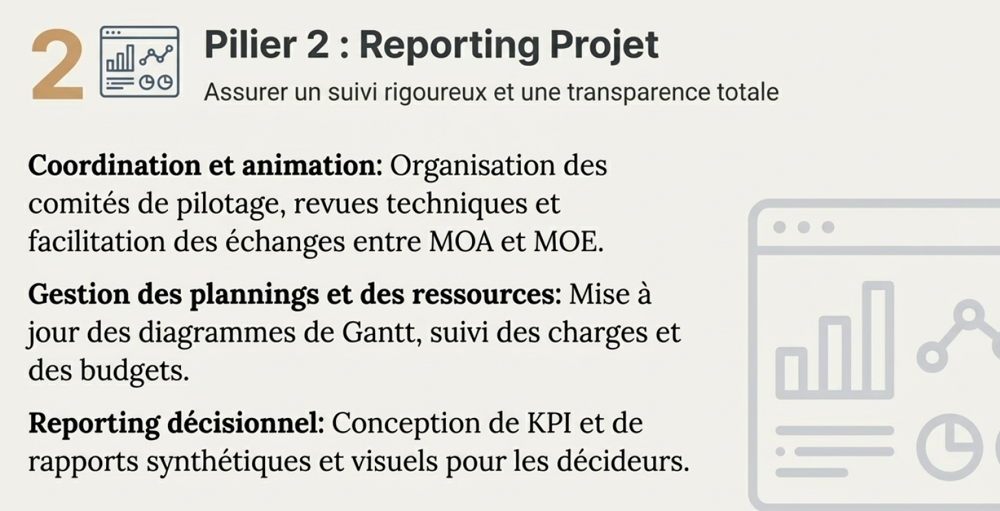 2
Pilier 2 : Reporting Projet
Assurer un suivi rigoureux et une transparence totale
Coordination et animation: Organisation des
comités de pilotage, revues techniques et
facilitation des échanges entre MOA et MOE.
Gestion des plannings et des ressources: Mise à
jour des diagrammes de Gantt, suivi des charges et
des budgets.
Reporting décisionnel: Conception de KPI et de
rapports synthétiques et visuels pour les décideurs.